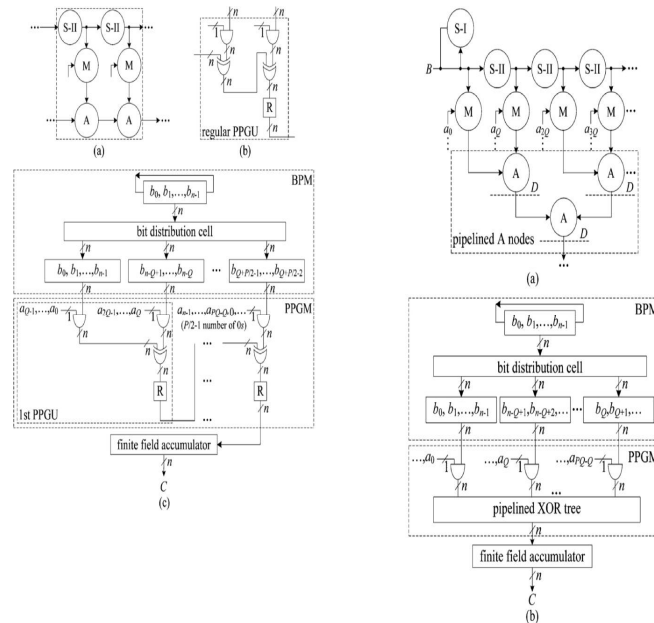 S-II S-II
M M
A A
(a)
n n
1 1
n
n n
R
n
regular PPGU
(b)
BPM
b0, b1,…,bn-1
n
bit distribution cell
n n n
b0, b1,…,bn-1 bn-Q+1,…,bn-Q … bQ+P/2-1,…,bQ+P/2-2
n n n
PPGM
aQ-1,…,a0 1 a2Q-1,…,aQ 1 an-1,…,aPQ-Q,0,… 1
(P/2-1 number of 0s)
n n n
n …
R … R
n n
1st PPGU …
finite field accumulator
n
C
(c)
S-I
B
S-II S-II S-II
M M M M
a0 aQ a2Q a3Q
A A
D D
A
D
pipelined A nodes
…
(a)
BPM
b0, b1,…,bn-1
n
bit distribution cell
n n n
b0, b1,…,bn-1 bn-Q+1,bn-Q+2,… … bQ,bQ+1,…
n n n
PPGM
…,a0 1 …,aQ 1 …,aPQ-Q 1
n n … n
pipelined XOR tree
n
finite field accumulator
n
C
(b)